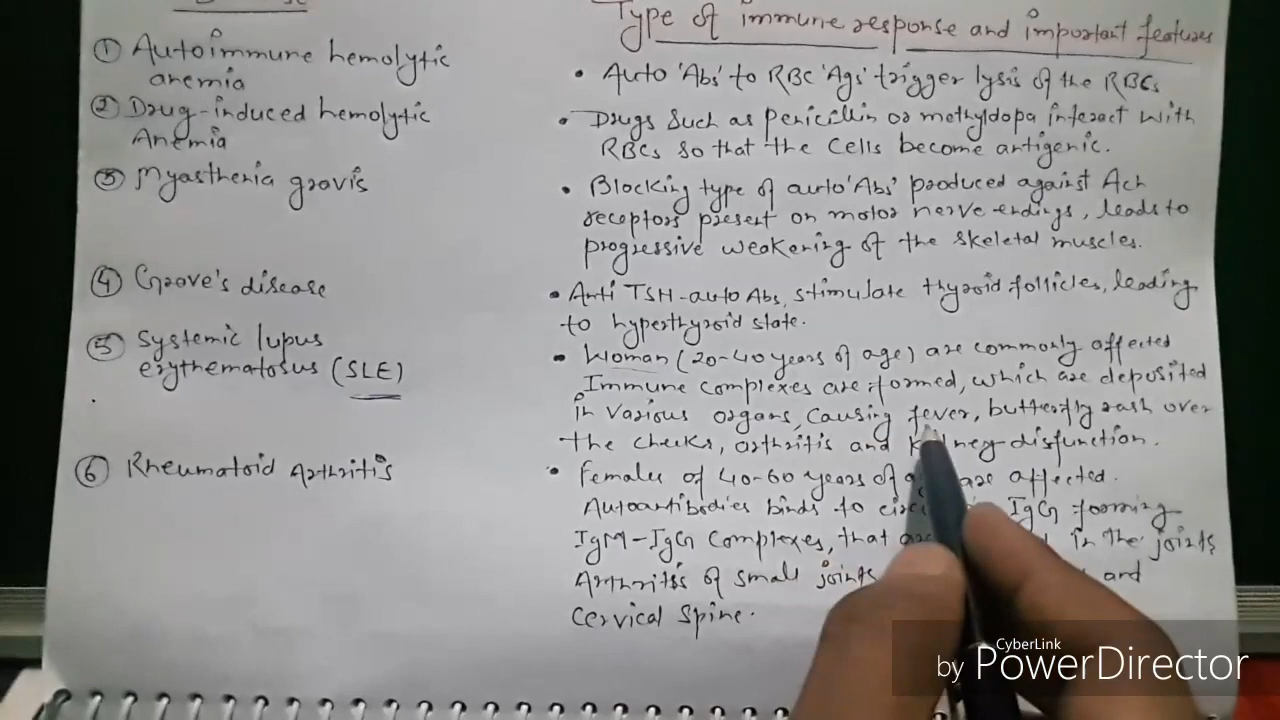 Type of immune response and important features
① Autoimmune hemolytic
anemia
• Auto 'Abs' to RBC 'Ags' trigger lysis of the RBCs
② Drug-induced hemolytic
Anemia
• Drugs such as penicillin or methyldopa interact with
RBCs so that the cells become antigenic.
③ Myasthenia gravis
• Blocking type of auto 'Abs' produced against Ach
receptors present on motor nerve endings, leads to
progressive weakening of the skeletal muscles.
④ Grave's disease
• Anti TSH-auto Abs, stimulate thyroid follicles, leading
to hyperthyroid state.
⑤ Systemic lupus
erythematosus (SLE)
• Woman (20-40 years of age) are commonly affected
Immune complexes are formed, which are deposited
in various organs, causing fever, butterfly rash over
the cheeks, arthritis and kidney disfunction.
⑥ Rheumatoid Arthritis
• Females of 40-60 years of are affected.
Autoantibodies binds to IgG forming
IgM-IgG complexes, that in the joints
Arthritis of small joints and
cervical spine.
CyberLink
by PowerDirector